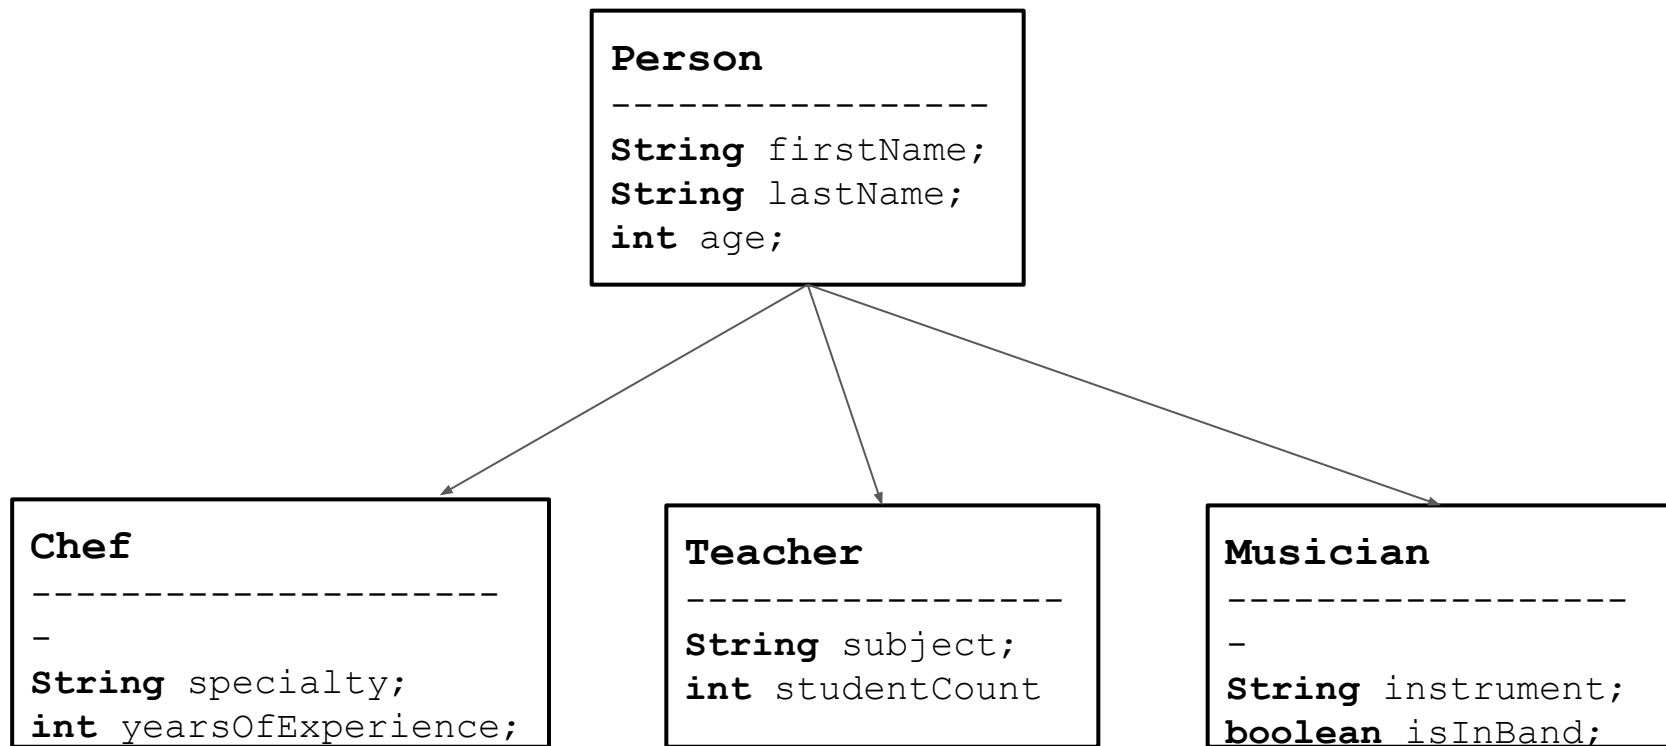 Person
-----------------
String firstName;
String lastName;
int age;
Chef
---------------------
-
String specialty;
int yearsOfExperience;
Teacher
-----------------
String subject;
int studentCount
Musician
------------------
-
String instrument;
boolean isInBand;